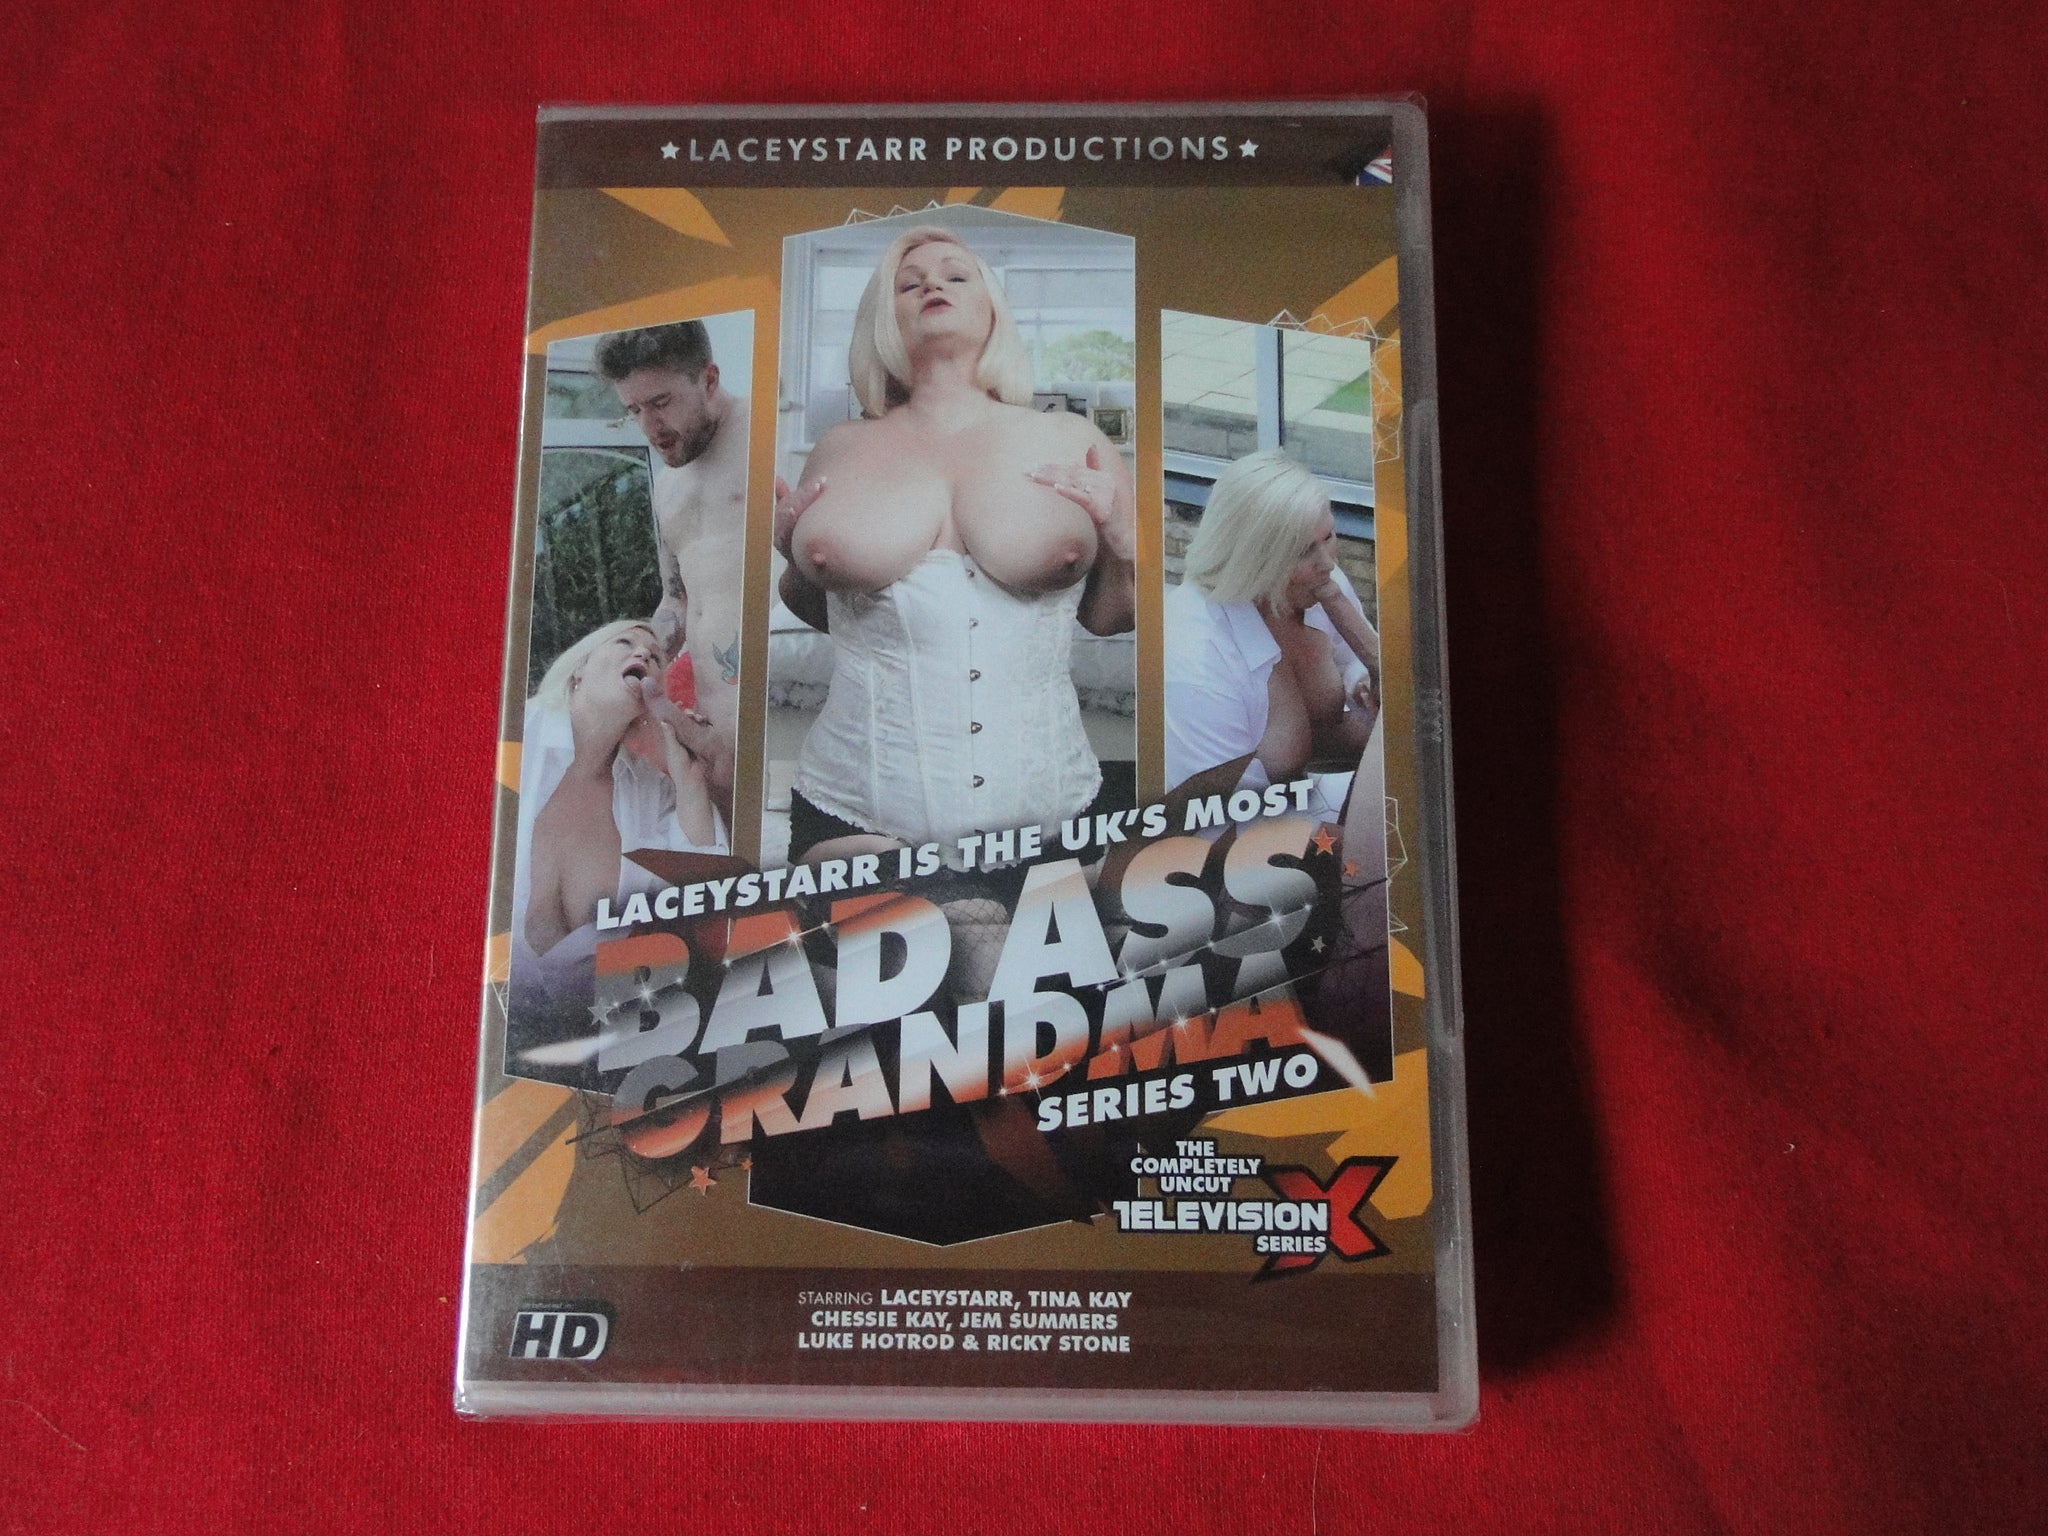 ★LACEYSTARR PRODUCTIONS★
LACEYSTARR IS THE UK'S MOST
BAD ASS
GRANDMA
SERIES TWO
THE
COMPLETELY
UNCUT
TELEVISION X
SERIES
STARRING LACEYSTARR, TINA KAY
CHESSIE KAY, JEM SUMMERS
LUKE HOTROD & RICKY STONE
HD